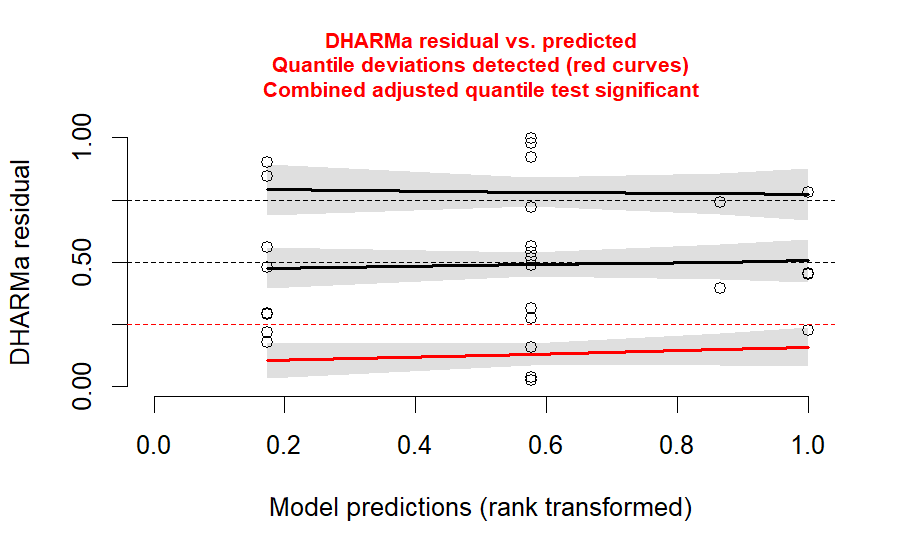 DHARMa residual vs. predicted
Quantile deviations detected (red curves)
Combined adjusted quantile test significant
DHARMa residual
1.00
0.50
0.00
0.0 0.2 0.4 0.6 0.8 1.0
Model predictions (rank transformed)